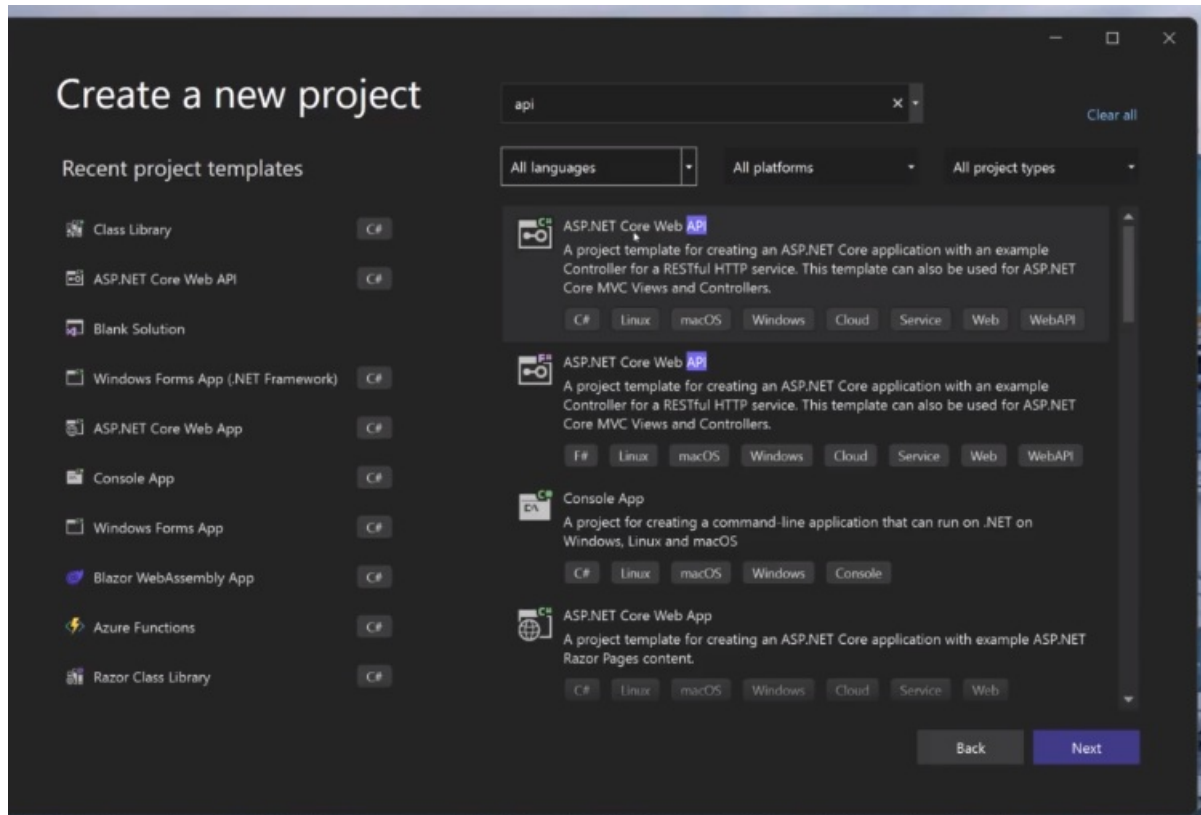 Create a new project
api
Clear all
Recent project templates
All languages
All platforms
All project types
Class Library C#
ASP.NET Core Web API C#
Blank Solution
Windows Forms App (.NET Framework) C#
ASP.NET Core Web App C#
Console App C#
Windows Forms App C#
Blazor WebAssembly App C#
Azure Functions C#
Razor Class Library C#
C#
ASP.NET Core Web API
A project template for creating an ASP.NET Core application with an example
Controller for a RESTful HTTP service. This template can also be used for ASP.NET
Core MVC Views and Controllers.
C# Linux macOS Windows Cloud Service Web WebAPI
F#
ASP.NET Core Web API
A project template for creating an ASP.NET Core application with an example
Controller for a RESTful HTTP service. This template can also be used for ASP.NET
Core MVC Views and Controllers.
F# Linux macOS Windows Cloud Service Web WebAPI
C#
Console App
A project for creating a command-line application that can run on .NET on
Windows, Linux and macOS
C# Linux macOS Windows Console
C#
ASP.NET Core Web App
A project template for creating an ASP.NET Core application with example ASP.NET
Razor Pages content.
C# Linux macOS Windows Cloud Service Web
Back
Next